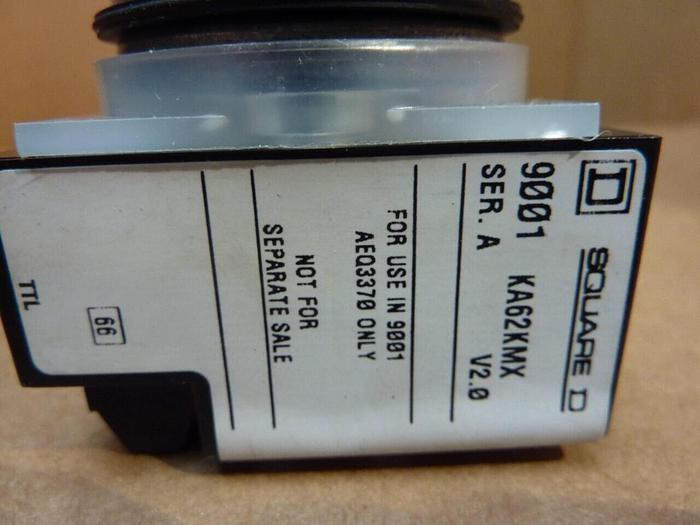 D
SQUARE D
9001 KA62KMX
SER. A V2.0
FOR USE IN 9001
AEQ3370 ONLY
NOT FOR
SEPARATE SALE
66
TTL